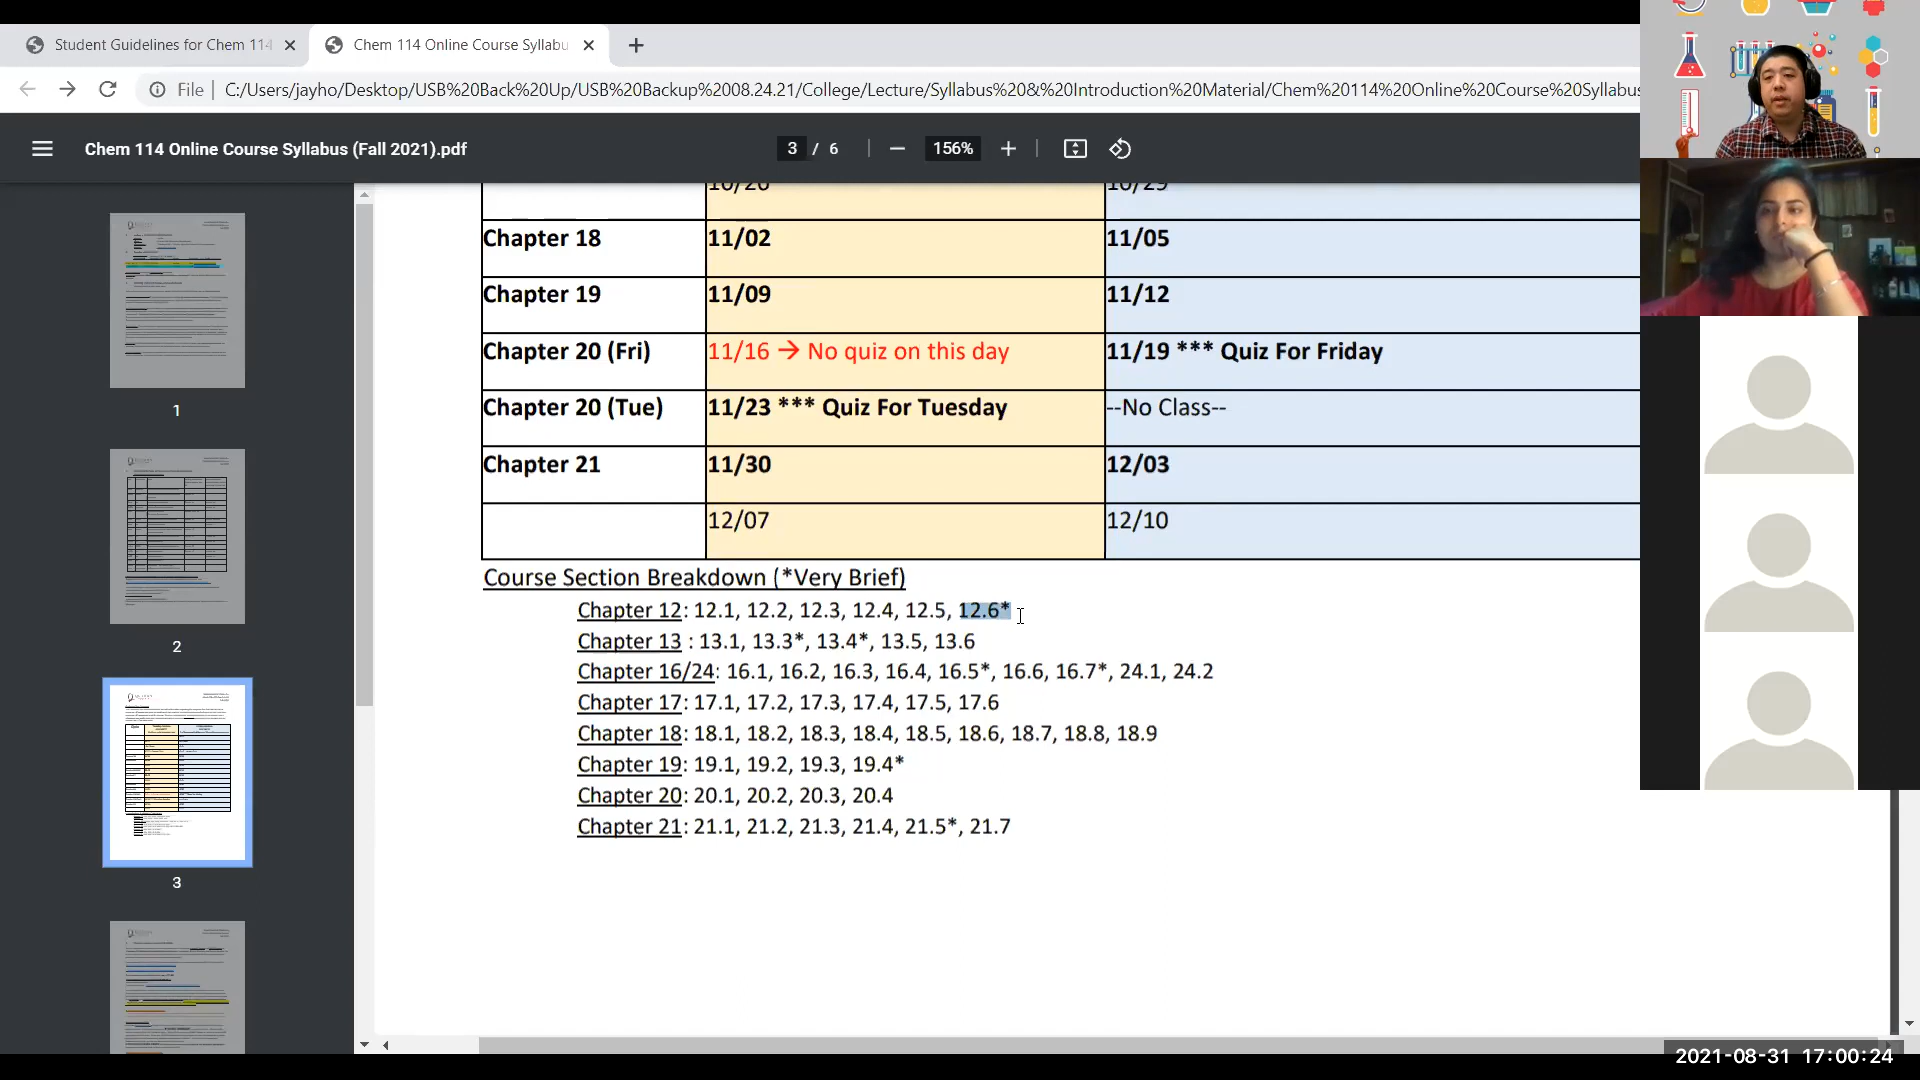 Student Guidelines for Chem 114
Chem 114 Online Course Syllabu
File
C:/Users/jayho/Desktop/USB%20Back%20Up/USB%20Backup%2008.24.21/College/Lecture/Syllabus%20&%20Introduction%20Material/Chem%20114%20Online%20Course%20Syllabus
Chem 114 Online Course Syllabus (Fall 2021).pdf
3 / 6
156%
1
2
3
10/29
Chapter 18 11/02 11/05
Chapter 19 11/09 11/12
Chapter 20 (Fri) 11/16 → No quiz on this day 11/19 *** Quiz For Friday
Chapter 20 (Tue) 11/23 *** Quiz For Tuesday --No Class--
Chapter 21 11/30 12/03
12/07 12/10
Course Section Breakdown (*Very Brief)
Chapter 12: 12.1, 12.2, 12.3, 12.4, 12.5, 12.6*
Chapter 13 : 13.1, 13.3*, 13.4*, 13.5, 13.6
Chapter 16/24: 16.1, 16.2, 16.3, 16.4, 16.5*, 16.6, 16.7*, 24.1, 24.2
Chapter 17: 17.1, 17.2, 17.3, 17.4, 17.5, 17.6
Chapter 18: 18.1, 18.2, 18.3, 18.4, 18.5, 18.6, 18.7, 18.8, 18.9
Chapter 19: 19.1, 19.2, 19.3, 19.4*
Chapter 20: 20.1, 20.2, 20.3, 20.4
Chapter 21: 21.1, 21.2, 21.3, 21.4, 21.5*, 21.7
2021-08-31 17:00:24